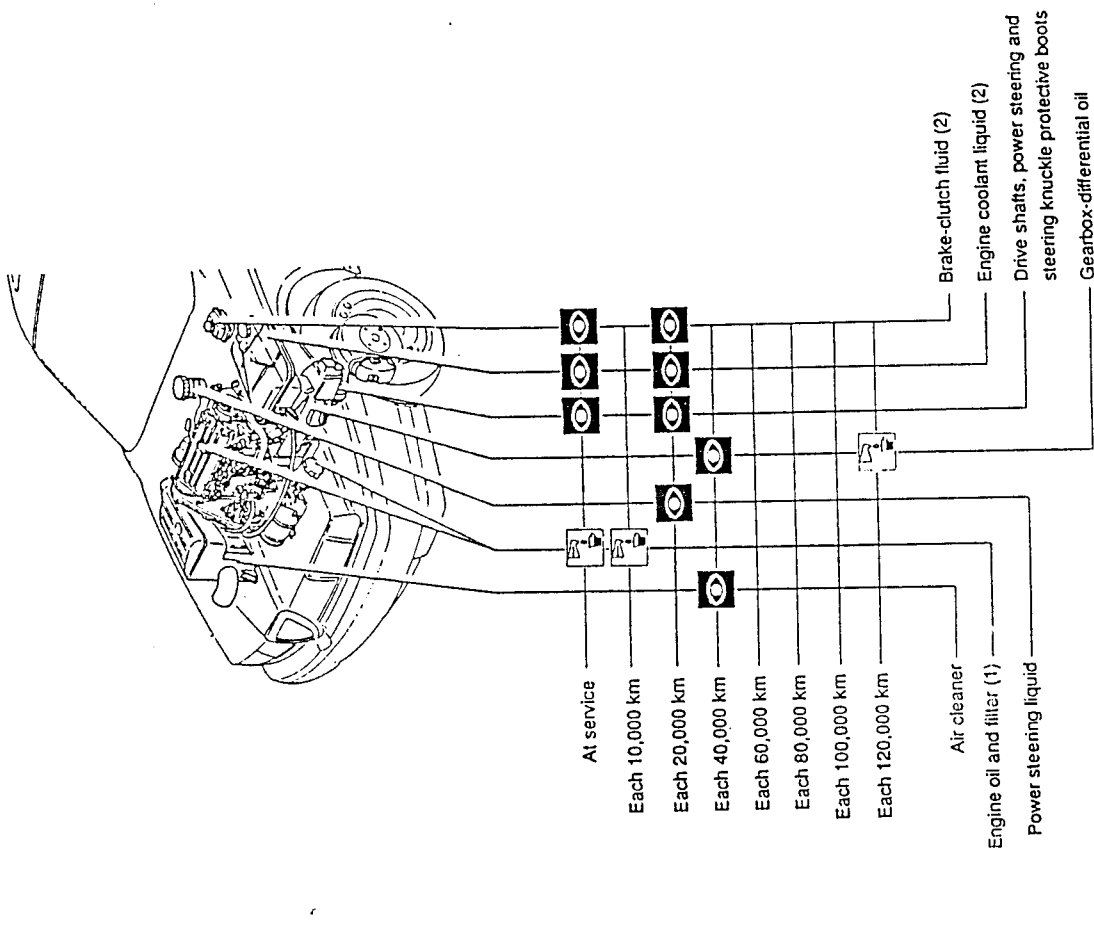 At service
Each 10,000 km
Each 20,000 km
Each 40,000 km
Each 60,000 km
Each 80,000 km
Each 100,000 km
Each 120,000 km
Air cleaner
Engine oil and filter (1)
Power steering liquid
Brake-clutch fluid (2)
Engine coolant liquid (2)
Drive shafts, power steering and
steering knuckle protective boots
Gearbox-differential oil